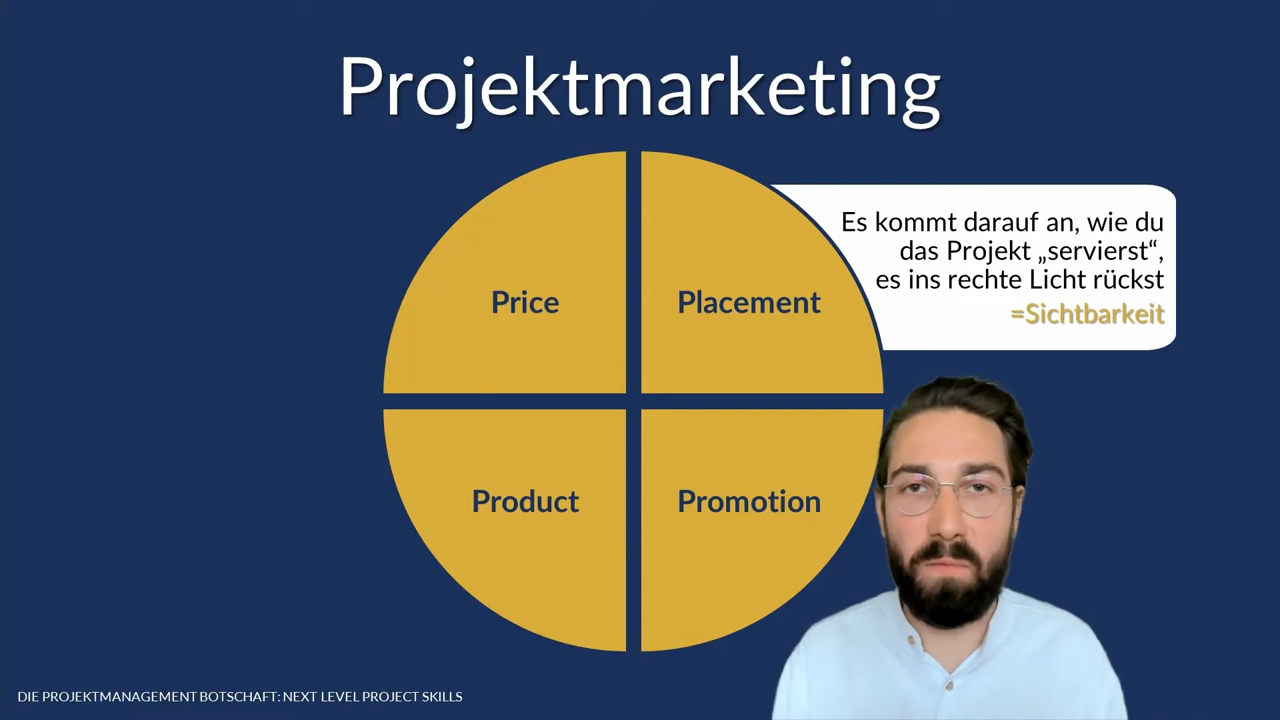 Projektmarketing
Price
Placement
Es kommt darauf an, wie du
das Projekt „servierst“,
es ins rechte Licht rückst
=Sichtbarkeit
Product
Promotion
DIE PROJEKTMANAGEMENT BOTSCHAFT: NEXT LEVEL PROJECT SKILLS